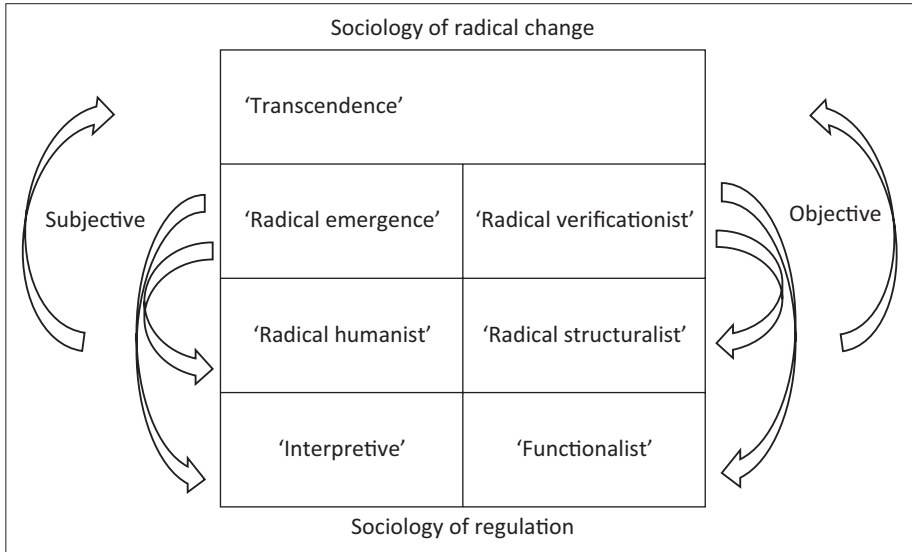 Sociology of radical change
‘Transcendence’
Subjective
‘Radical emergence’
‘Radical verificationist’
Objective
‘Radical humanist’
‘Radical structuralist’
‘Interpretive’
‘Functionalist’
Sociology of regulation